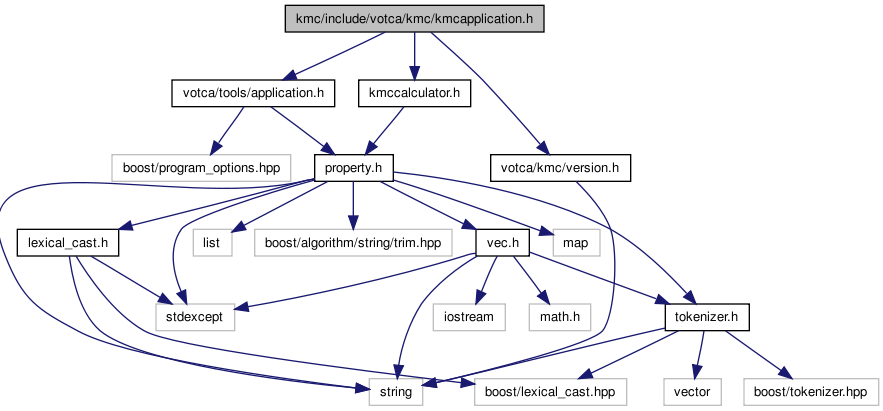 kmc/include/votca/kmc/kmcapplication.h
votca/tools/application.h
kmccalculator.h
boost/program_options.hpp
property.h
votca/kmc/version.h
lexical_cast.h
list
boost/algorithm/string/trim.hpp
vec.h
map
stdexcept
iostream
math.h
tokenizer.h
string
boost/lexical_cast.hpp
vector
boost/tokenizer.hpp